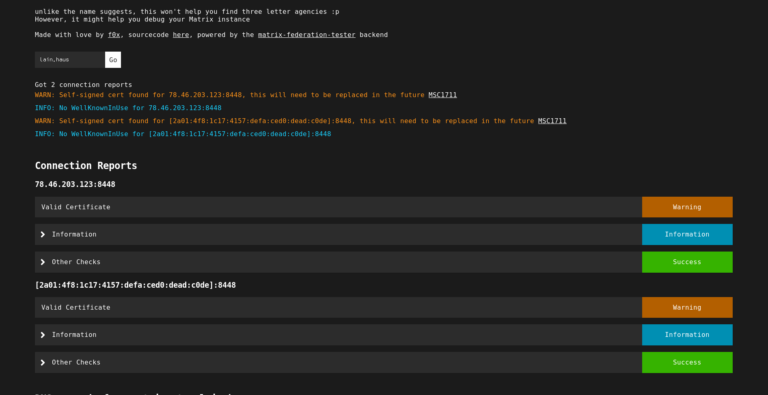 unlike the name suggests, this won't help you find three letter agencies :p
However, it might help you debug your Matrix instance
Made with love by f0x, sourcecode here, powered by the matrix-federation-tester backend
lain.haus Go
Got 2 connection reports
WARN: Self-signed cert found for 78.46.203.123:8448, this will need to be replaced in the future MSC1711
INFO: No WellKnownInUse for 78.46.203.123:8448
WARN: Self-signed cert found for [2a01:4f8:1c17:4157:defa:ced0:dead:c0de]:8448, this will need to be replaced in the future MSC1711
INFO: No WellKnownInUse for [2a01:4f8:1c17:4157:defa:ced0:dead:c0de]:8448
Connection Reports
78.46.203.123:8448
Valid Certificate Warning
Information Information
Other Checks Success
[2a01:4f8:1c17:4157:defa:ced0:dead:c0de]:8448
Valid Certificate Warning
Information Information
Other Checks Success